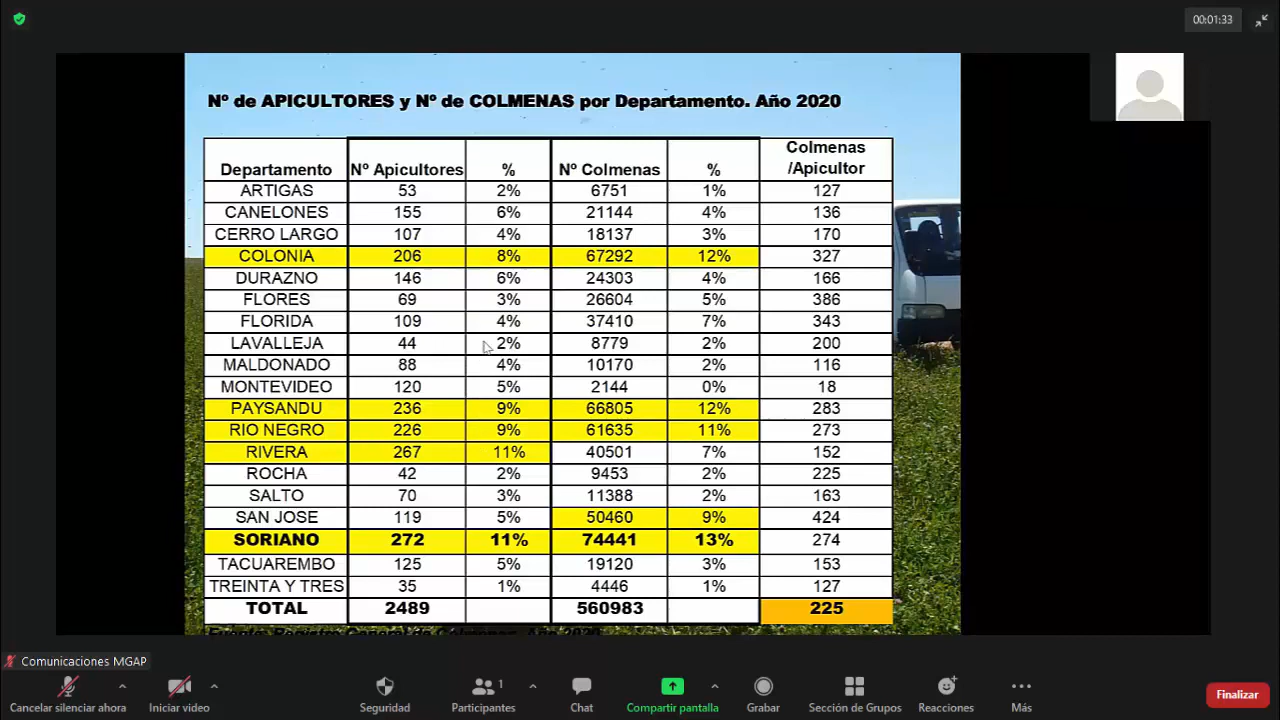 00:01:33
Nº de APICULTORES y Nº de COLMENAS por Departamento. Año 2020
Departamento Nº Apicultores % Nº Colmenas % Colmenas /Apicultor
ARTIGAS 53 2% 6751 1% 127
CANELONES 155 6% 21144 4% 136
CERRO LARGO 107 4% 18137 3% 170
COLONIA 206 8% 67292 12% 327
DURAZNO 146 6% 24303 4% 166
FLORES 69 3% 26604 5% 386
FLORIDA 109 4% 37410 7% 343
LAVALLEJA 44 2% 8779 2% 200
MALDONADO 88 4% 10170 2% 116
MONTEVIDEO 120 5% 2144 0% 18
PAYSANDU 236 9% 66805 12% 283
RIO NEGRO 226 9% 61635 11% 273
RIVERA 267 11% 40501 7% 152
ROCHA 42 2% 9453 2% 225
SALTO 70 3% 11388 2% 163
SAN JOSE 119 5% 50460 9% 424
SORIANO 272 11% 74441 13% 274
TACUAREMBO 125 5% 19120 3% 153
TREINTA Y TRES 35 1% 4446 1% 127
TOTAL 2489 560983 225
Fuente: Registro General de Colmenas. Año 2020
Comunicaciones MGAP
1
Cancelar silenciar ahora Iniciar video Seguridad Participantes Chat Compartir pantalla Grabar Sección de Grupos Reacciones Más Finalizar